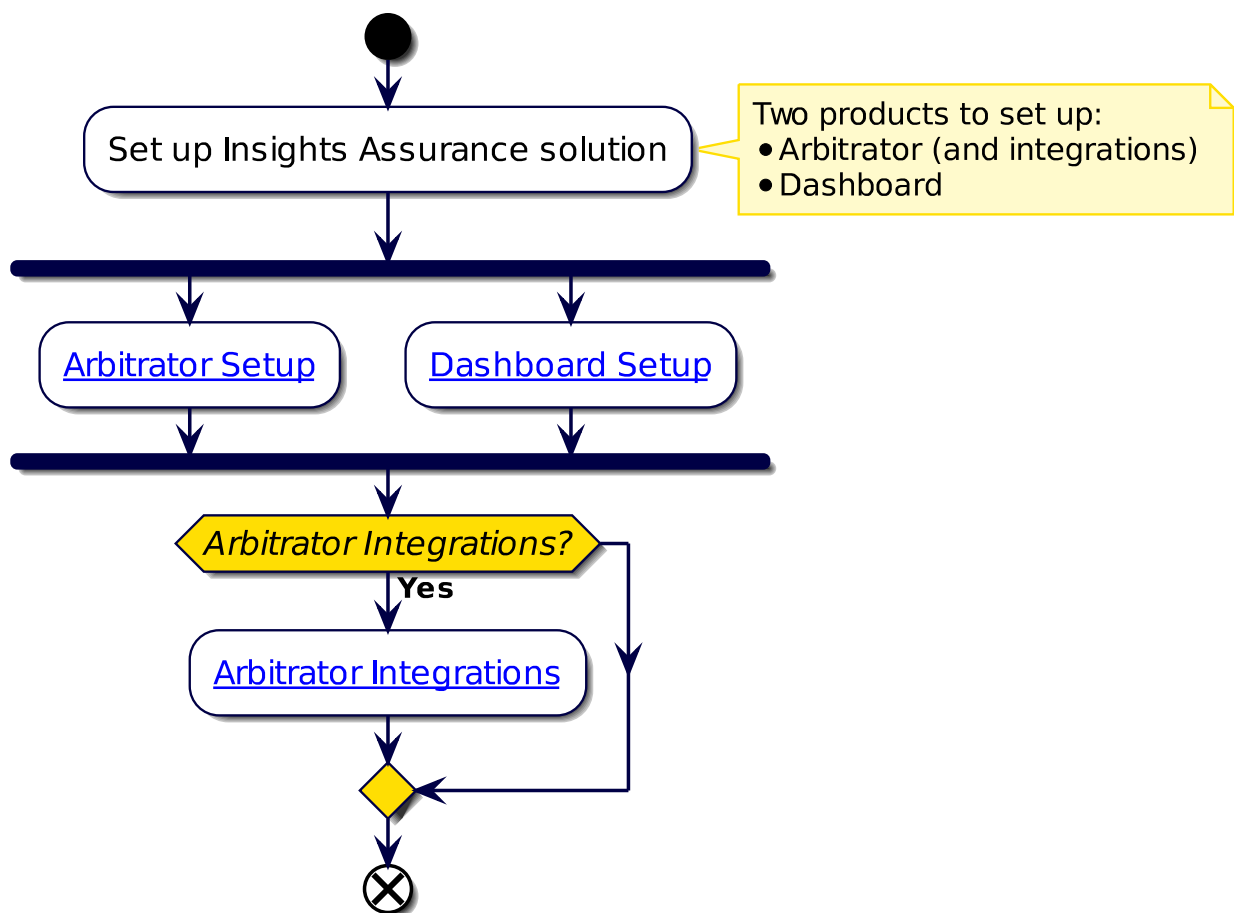 Set up Insights Assurance solution
Two products to set up:
• Arbitrator (and integrations)
• Dashboard
Arbitrator Setup
Dashboard Setup
Arbitrator Integrations?
Yes
Arbitrator Integrations